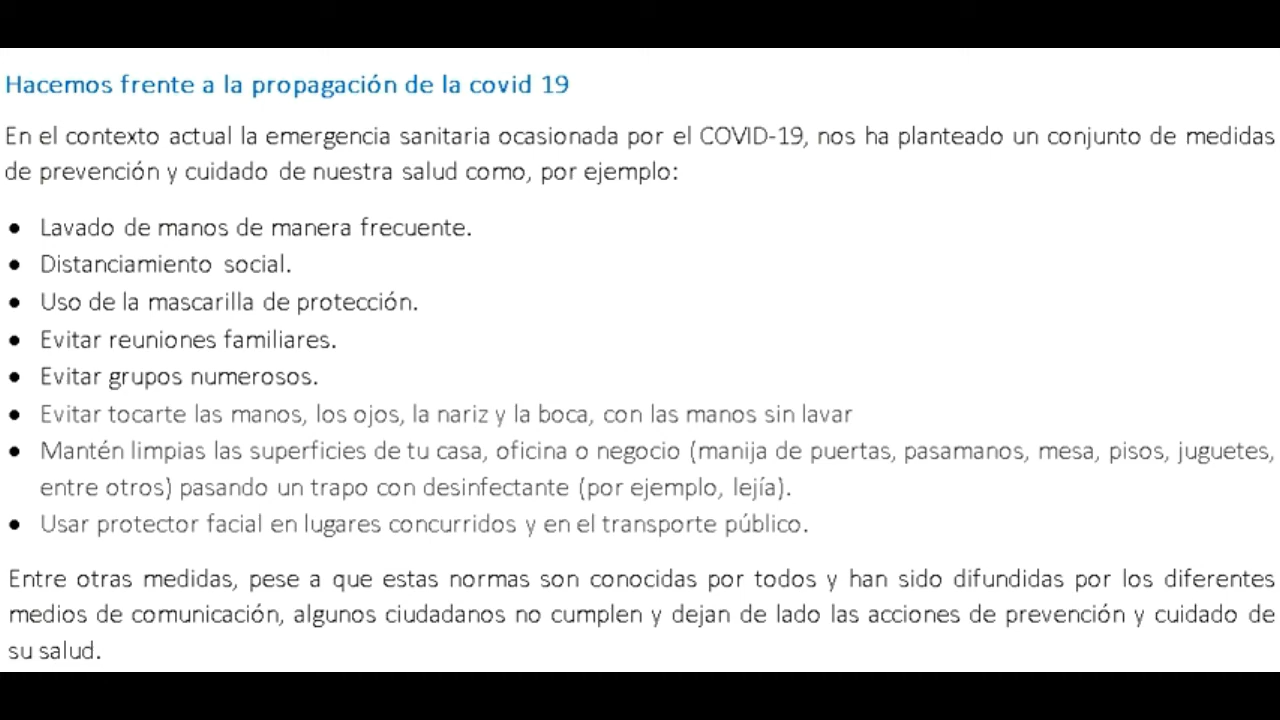 Hacemos frente a la propagación de la covid 19
En el contexto actual la emergencia sanitaria ocasionada por el COVID-19, nos ha planteado un conjunto de medidas
de prevención y cuidado de nuestra salud como, por ejemplo:
• Lavado de manos de manera frecuente.
• Distanciamiento social.
• Uso de la mascarilla de protección.
• Evitar reuniones familiares.
• Evitar grupos numerosos.
• Evitar tocarte las manos, los ojos, la nariz y la boca, con las manos sin lavar
• Mantén limpias las superficies de tu casa, oficina o negocio (manija de puertas, pasamanos, mesa, pisos, juguetes,
entre otros) pasando un trapo con desinfectante (por ejemplo, lejía).
• Usar protector facial en lugares concurridos y en el transporte público.
Entre otras medidas, pese a que estas normas son conocidas por todos y han sido difundidas por los diferentes
medios de comunicación, algunos ciudadanos no cumplen y dejan de lado las acciones de prevención y cuidado de
su salud.